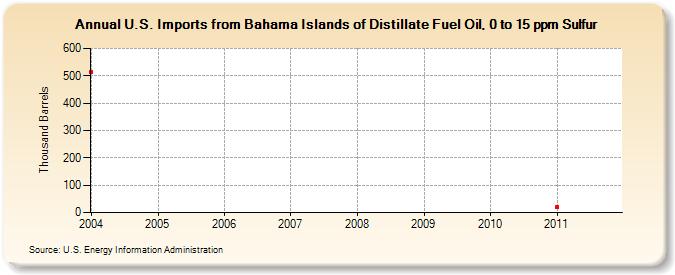 Annual U.S. Imports from Bahama Islands of Distillate Fuel Oil, 0 to 15 ppm Sulfur
Thousand Barrels
600
500
400
300
200
100
0
2004 2005 2006 2007 2008 2009 2010 2011
Source: U.S. Energy Information Administration